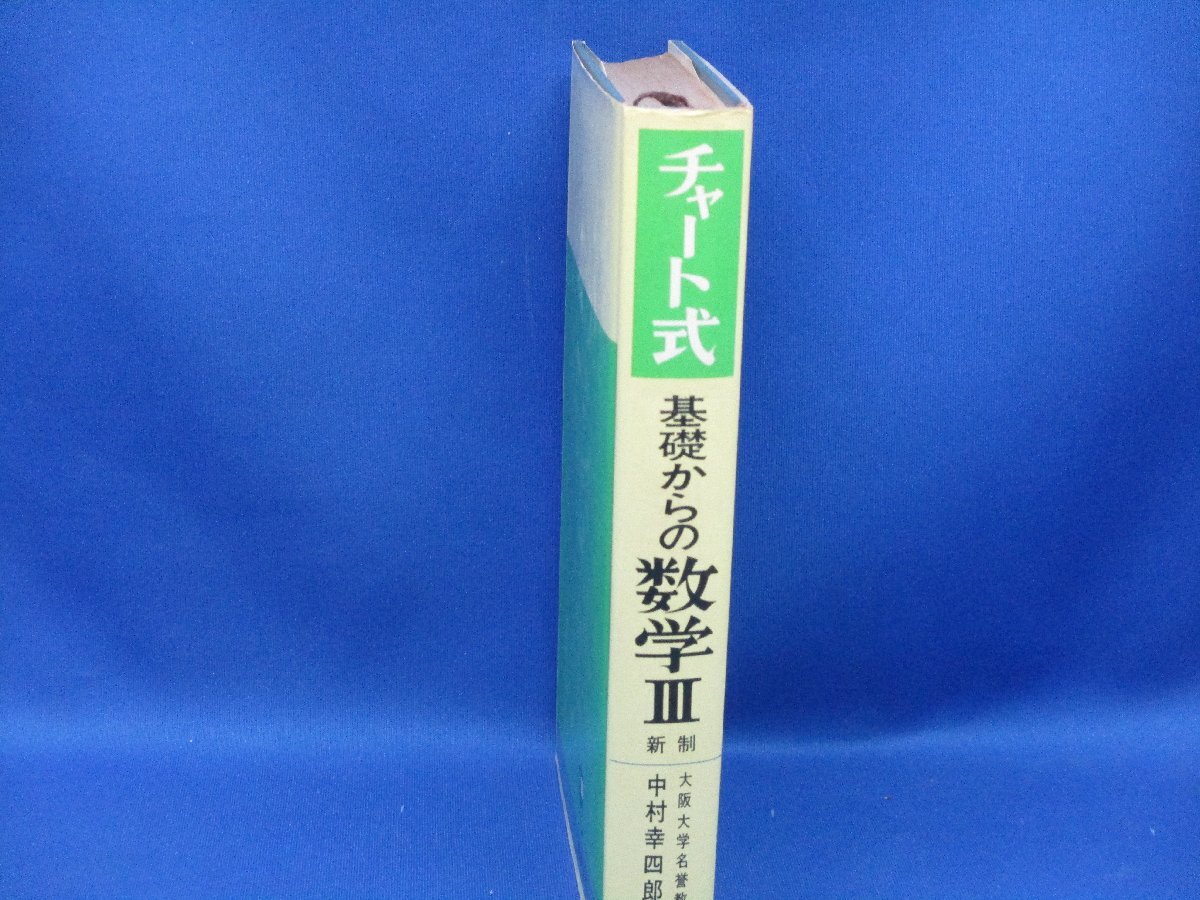 チャート式
基礎からの
数学Ⅲ
新制
大阪大学名誉教
中村幸四郎